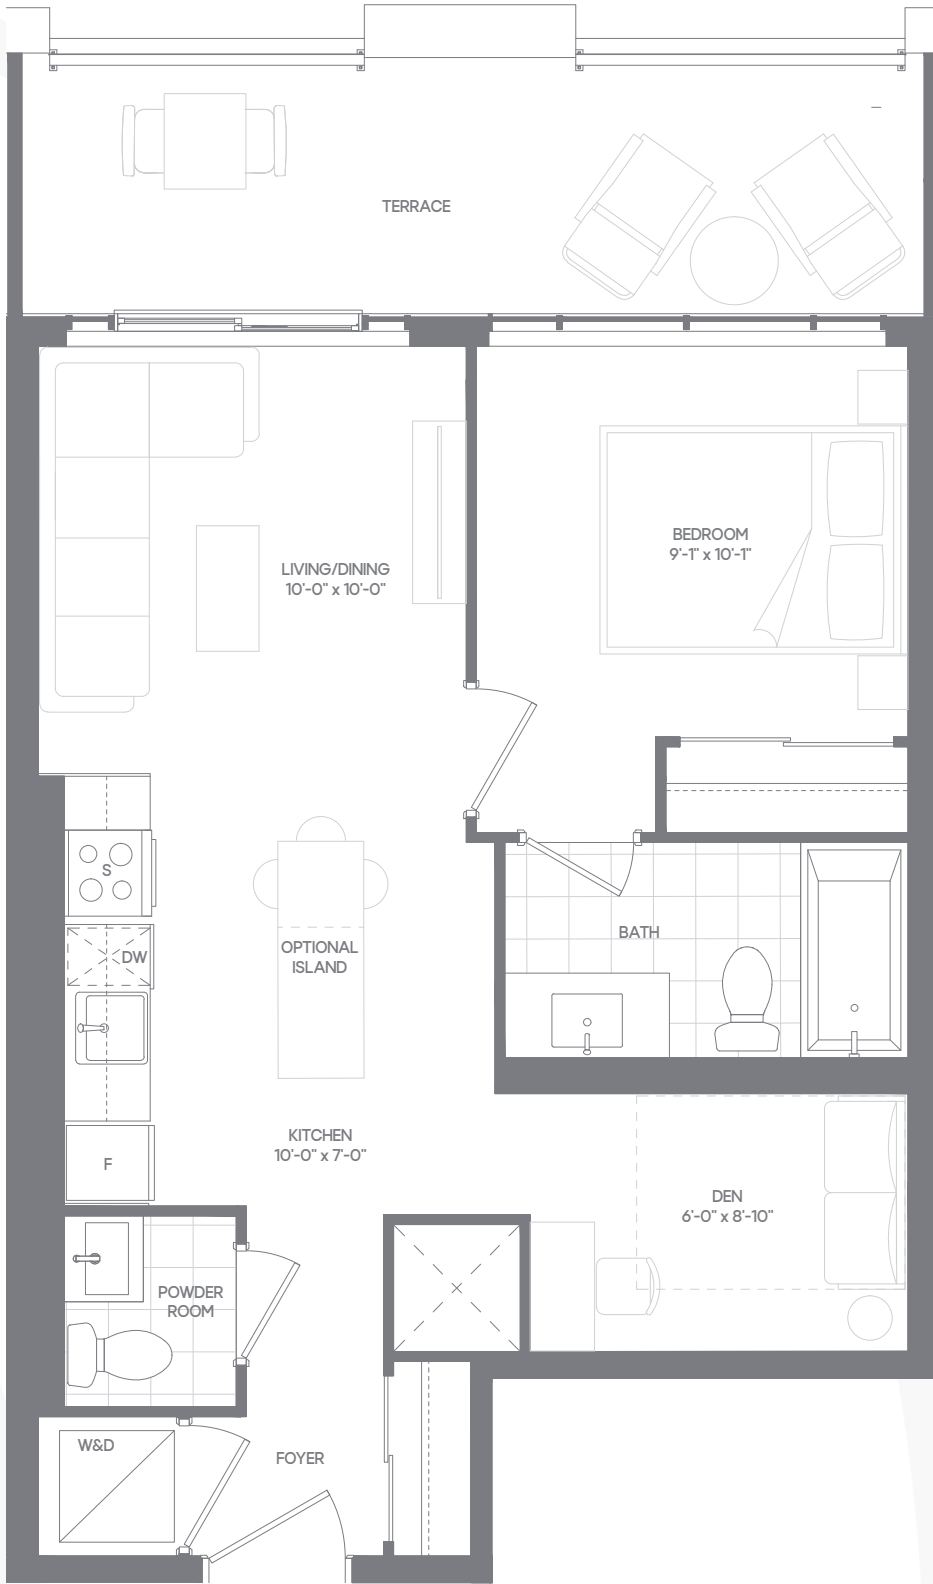 TERRACE
LIVING/DINING
10'-0" x 10'-0"
BEDROOM
9'-1" x 10'-1"
S
DW
OPTIONAL
ISLAND
BATH
KITCHEN
10'-0" x 7'-0"
F
DEN
6'-0" x 8'-10"
POWDER
ROOM
W&D
FOYER